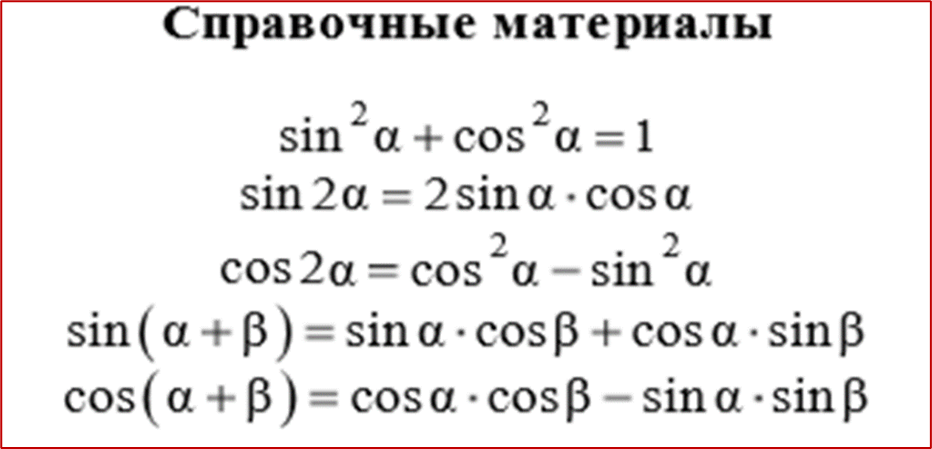 Справочные материалы
sin²α + cos²α = 1
sin 2α = 2 sin α · cos α
cos 2α = cos²α − sin²α
sin(α + β) = sin α · cos β + cos α · sin β
cos(α + β) = cos α · cos β − sin α · sin β